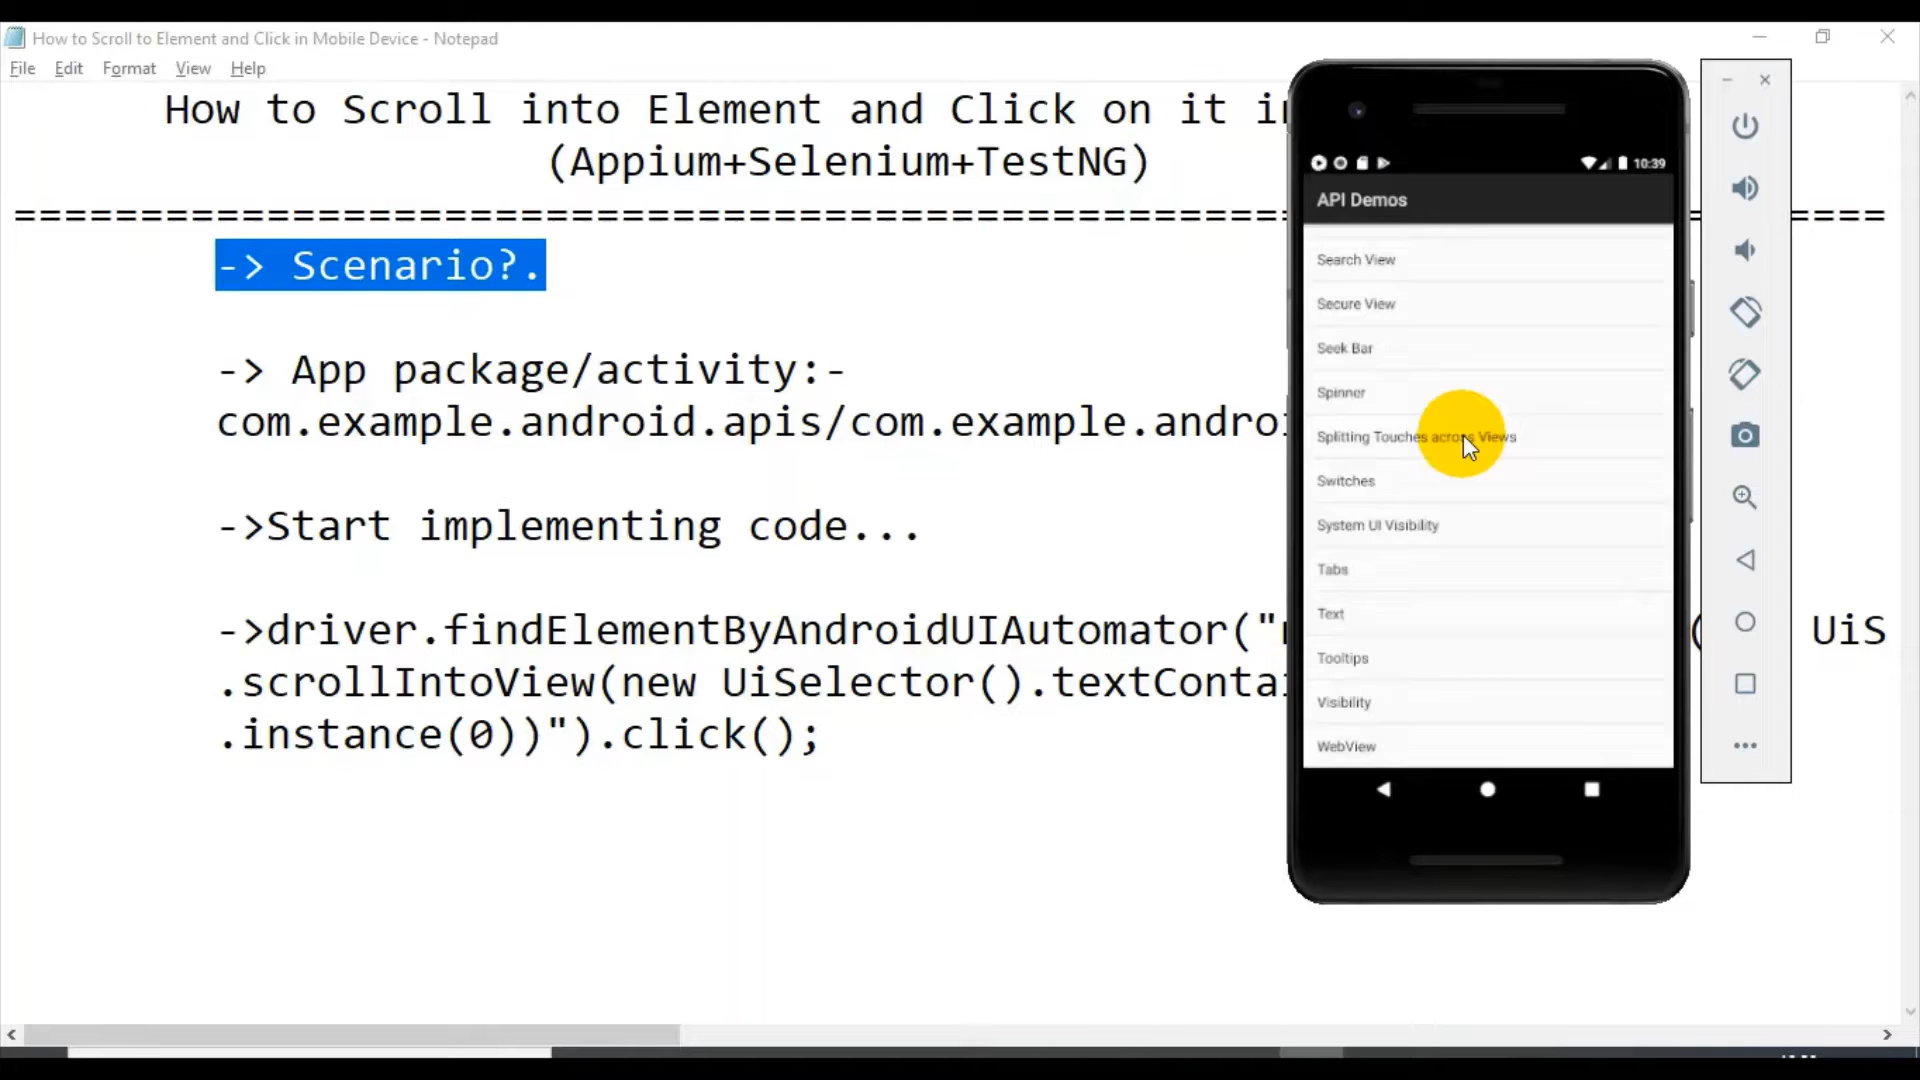 How to Scroll to Element and Click in Mobile Device - Notepad
File Edit Format View Help
How to Scroll into Element and Click on it in
(Appium+Selenium+TestNG)
-> Scenario?.
-> App package/activity:-
com.example.android.apis/com.example.androi
->Start implementing code...
->driver.findElementByAndroidUIAutomator("n ( UiS
.scrollIntoView(new UiSelector().textContai
.instance(0))").click();
10:39
API Demos
Search View
Secure View
Seek Bar
Spinner
Splitting Touches across Views
Switches
System UI Visibility
Tabs
Text
Tooltips
Visibility
WebView